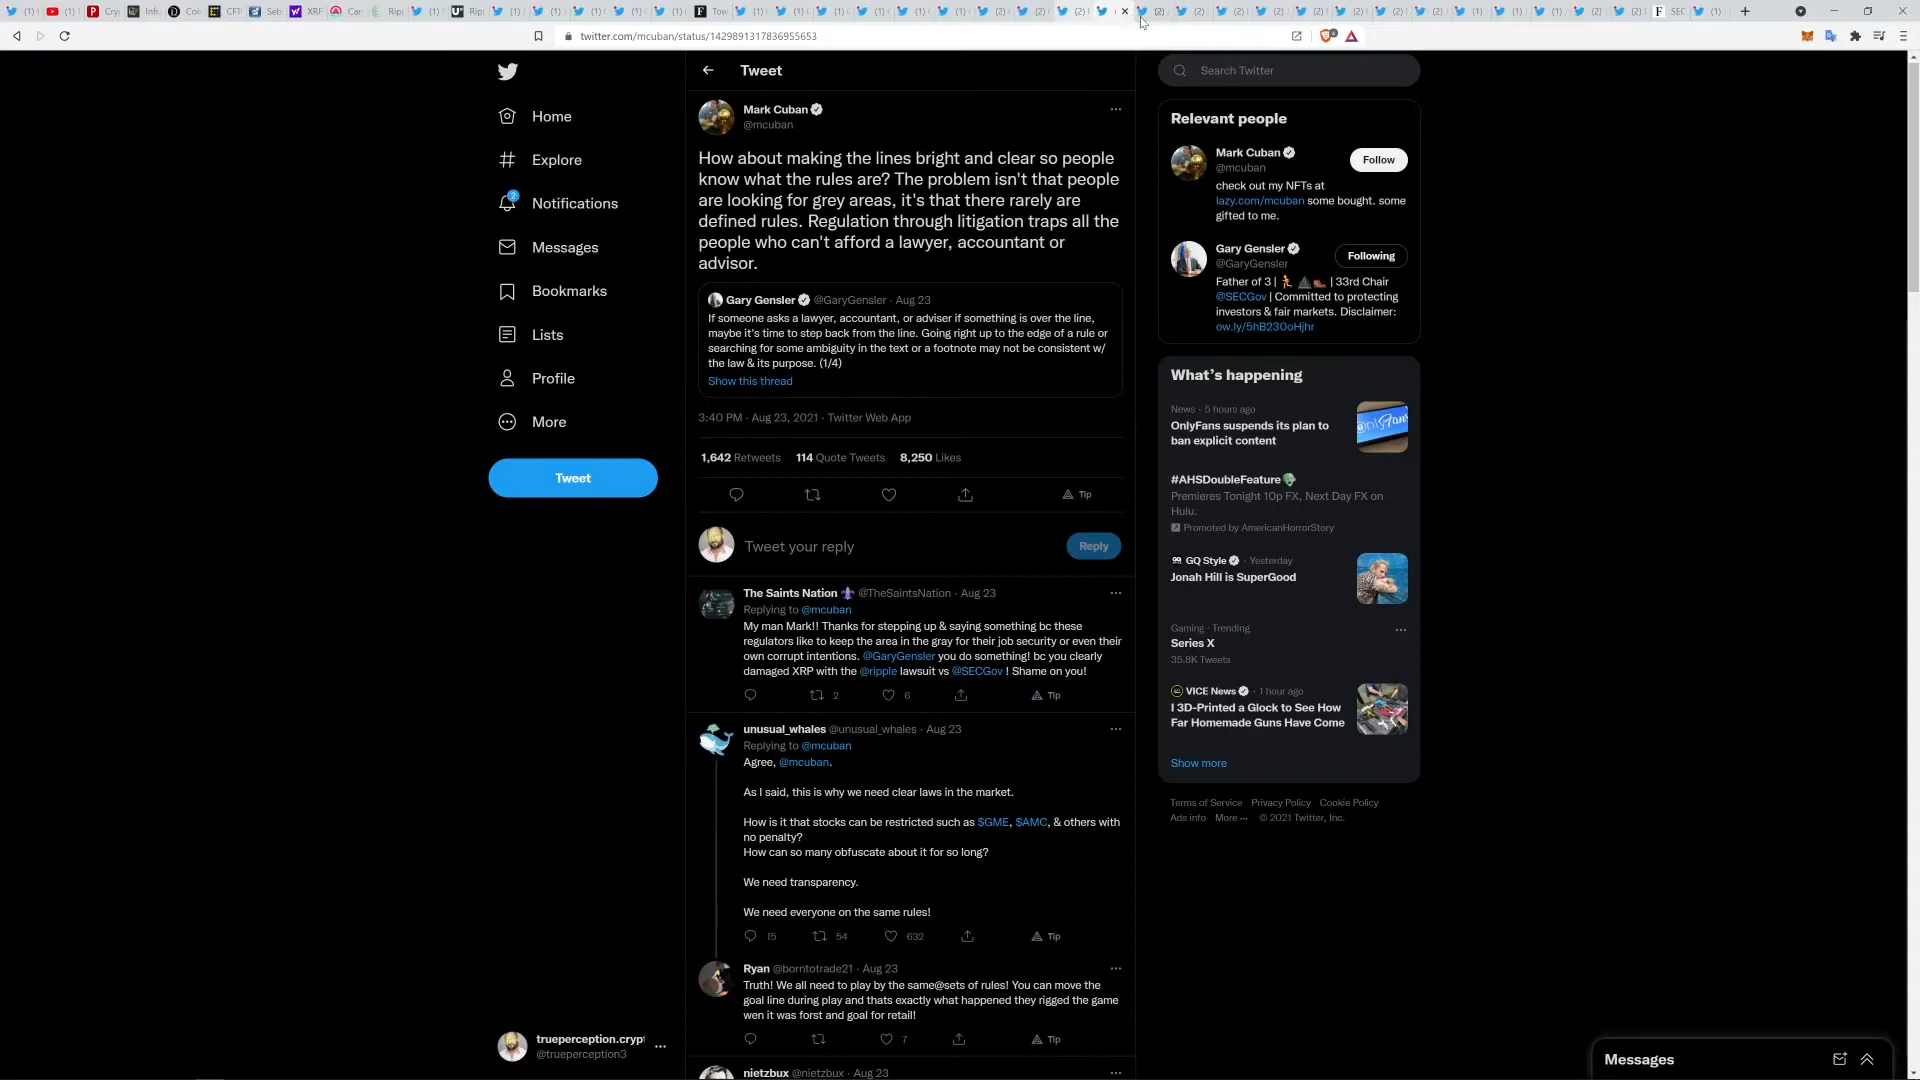 twitter.com/mcuban/status/1429891317836955653
Home
Explore
2
Notifications
Messages
Bookmarks
Lists
Profile
More
Tweet
trueperception.crypt
@trueperception3
Tweet
Mark Cuban
@mcuban
How about making the lines bright and clear so people
know what the rules are? The problem isn't that people
are looking for grey areas, it's that there rarely are
defined rules. Regulation through litigation traps all the
people who can't afford a lawyer, accountant or
advisor.
Gary Gensler @GaryGensler · Aug 23
If someone asks a lawyer, accountant, or adviser if something is over the line,
maybe it's time to step back from the line. Going right up to the edge of a rule or
searching for some ambiguity in the text or a footnote may not be consistent w/
the law & its purpose. (1/4)
Show this thread
3:40 PM · Aug 23, 2021 · Twitter Web App
1,642 Retweets 114 Quote Tweets 8,250 Likes
Tip
Tweet your reply
Reply
The Saints Nation @TheSaintsNation · Aug 23
Replying to @mcuban
My man Mark!! Thanks for stepping up & saying something bc these
regulators like to keep the area in the gray for their job security or even their
own corrupt intentions. @GaryGensler you do something! bc you clearly
damaged XRP with the @ripple lawsuit vs @SECGov ! Shame on you!
2 6 Tip
unusual_whales @unusual_whales · Aug 23
Replying to @mcuban
Agree, @mcuban.
As I said, this is why we need clear laws in the market.
How is it that stocks can be restricted such as $GME, $AMC, & others with
no penalty?
How can so many obfuscate about it for so long?
We need transparency.
We need everyone on the same rules!
15 54 632 Tip
Ryan @borntotrade21 · Aug 23
Truth! We all need to play by the same@sets of rules! You can move the
goal line during play and thats exactly what happened they rigged the game
wen it was forst and goal for retail!
7 Tip
nietzbux @nietzbux · Aug 23
Search Twitter
Relevant people
Mark Cuban
@mcuban
Follow
check out my NFTs at
lazy.com/mcuban some bought. some
gifted to me.
Gary Gensler
@GaryGensler
Following
Father of 3 | | 33rd Chair
@SECGov | Committed to protecting
investors & fair markets. Disclaimer:
ow.ly/5hB230oHjhr
What's happening
News · 5 hours ago
OnlyFans suspends its plan to
ban explicit content
#AHSDoubleFeature
Premieres Tonight 10p FX, Next Day FX on
Hulu.
Promoted by AmericanHorrorStory
GQ Style · Yesterday
Jonah Hill is SuperGood
Gaming · Trending
Series X
35.8K Tweets
VICE News · 1 hour ago
I 3D-Printed a Glock to See How
Far Homemade Guns Have Come
Show more
Terms of Service Privacy Policy Cookie Policy
Ads info More ··· © 2021 Twitter, Inc.
Messages